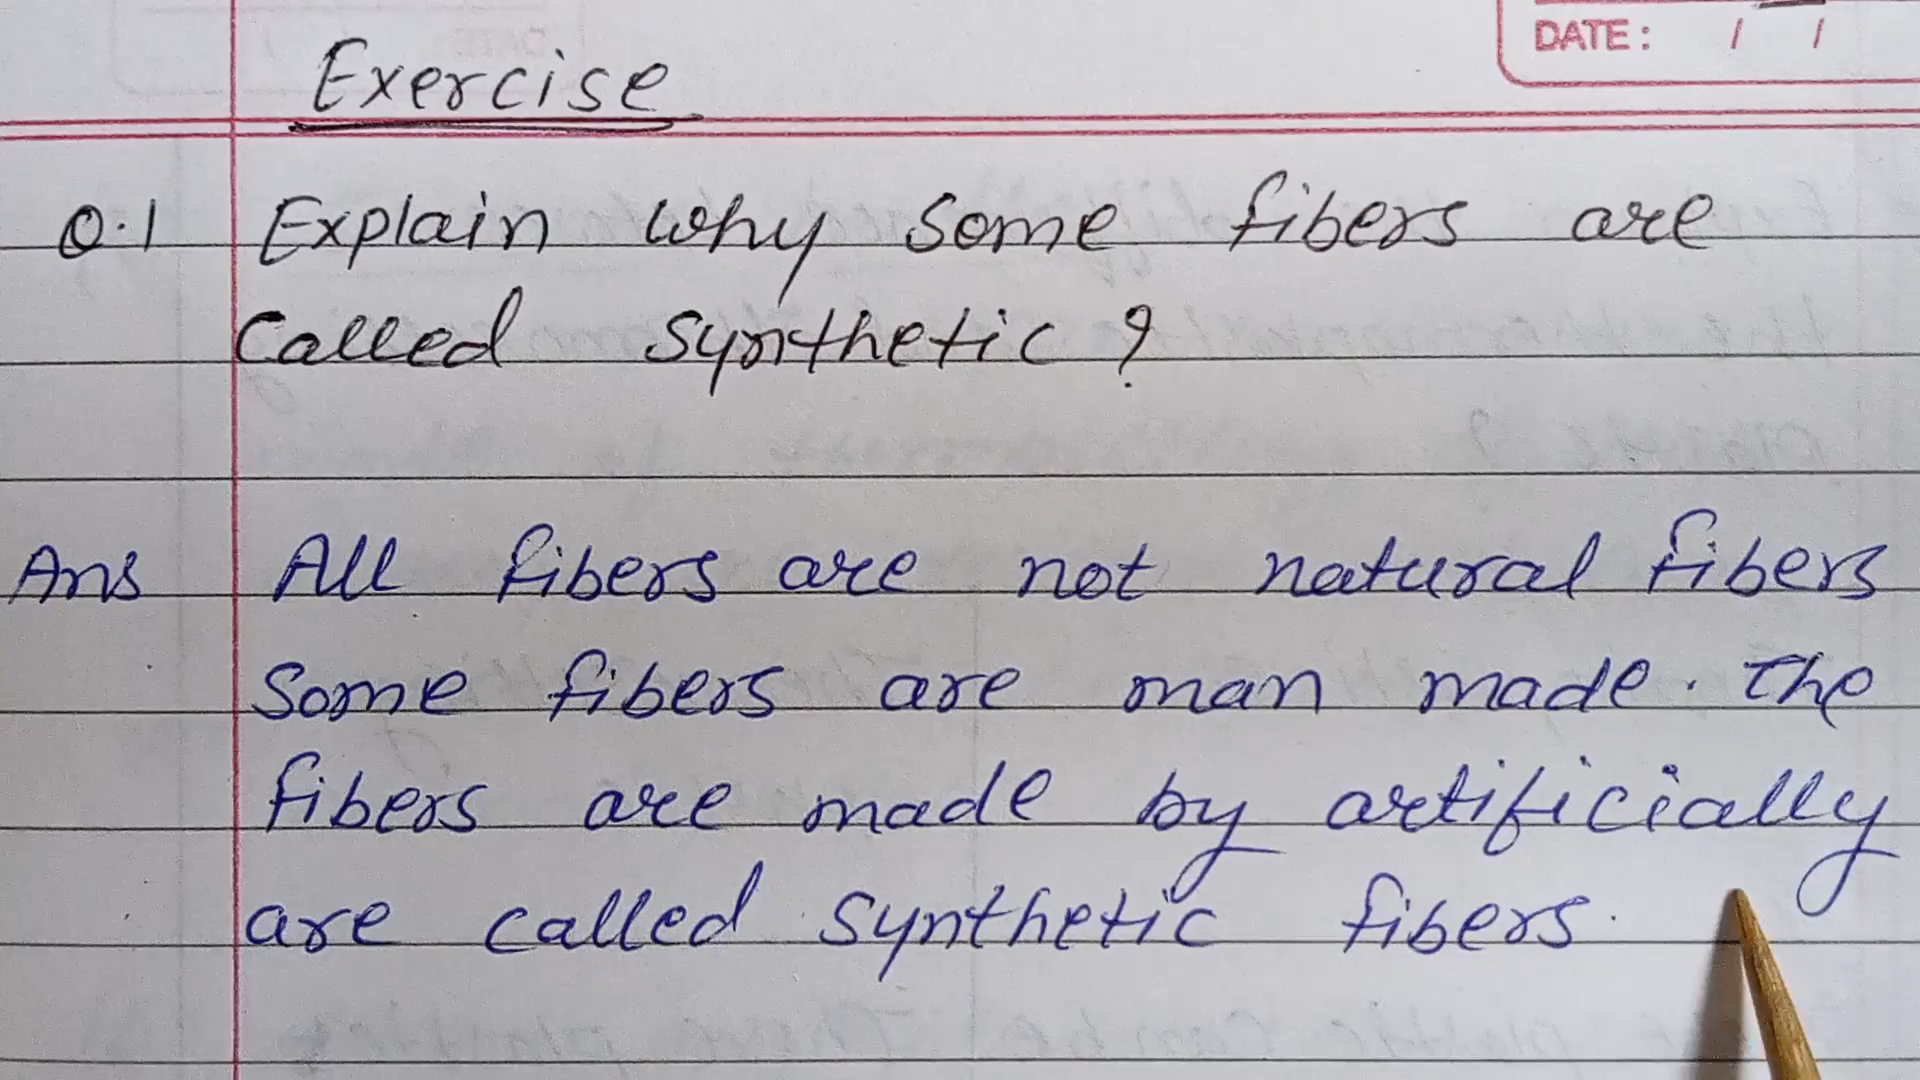 DATE: / /
Exercise
Q.1 Explain why some fibers are
Called synthetic?
Ans All fibers are not natural fibers
Some fibers are man made. The
fibers are made by artificially
are called synthetic fibers.